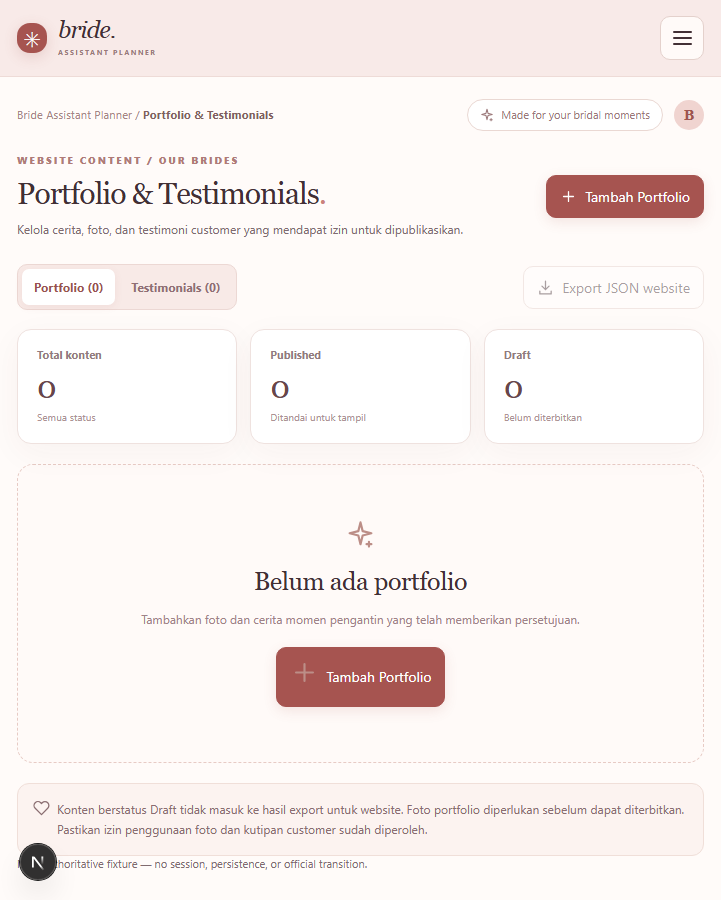 bride.
ASSISTANT PLANNER
Bride Assistant Planner / Portfolio & Testimonials
Made for your bridal moments
B
WEBSITE CONTENT / OUR BRIDES
Portfolio & Testimonials.
Tambah Portfolio
Kelola cerita, foto, dan testimoni customer yang mendapat izin untuk dipublikasikan.
Portfolio (0)
Testimonials (0)
Export JSON website
Total konten
0
Semua status
Published
0
Ditandai untuk tampil
Draft
0
Belum diterbitkan
Belum ada portfolio
Tambahkan foto dan cerita momen pengantin yang telah memberikan persetujuan.
Tambah Portfolio
Konten berstatus Draft tidak masuk ke hasil export untuk website. Foto portfolio diperlukan sebelum dapat diterbitkan.
Pastikan izin penggunaan foto dan kutipan customer sudah diperoleh.
N
fixture — no session, persistence, or official transition.